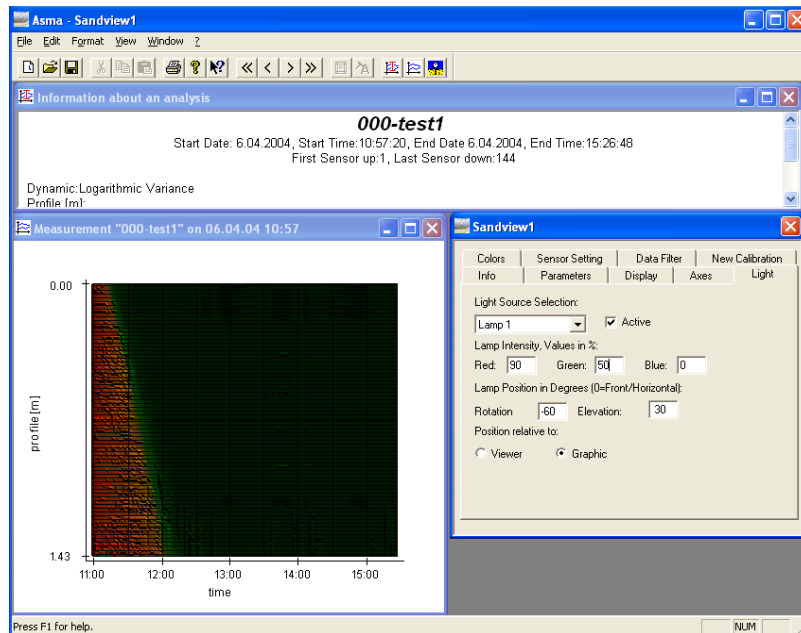 Asma - Sandview1
File Edit Format View Window ?
Information about an analysis
000-test1
Start Date: 6.04.2004, Start Time:10:57:20, End Date 6.04.2004, End Time:15:26:48
First Sensor up:1, Last Sensor down:144
Dynamic:Logarithmic Variance
Profile [m]:
Measurement "000-test1" on 06.04.04 10:57
0.00
profile [m]
1.43
11:00 12:00 13:00 14:00 15:00
time
Sandview1
Colors Sensor Setting Data Filter New Calibration
Info Parameters Display Axes Light
Light Source Selection:
Lamp 1 Active
Lamp Intensity, Values in %:
Red: 90 Green: 50 Blue: 0
Lamp Position in Degrees (0=Front/Horizontal):
Rotation -60 Elevation: 30
Position relative to:
Viewer Graphic
Press F1 for help.
NUM